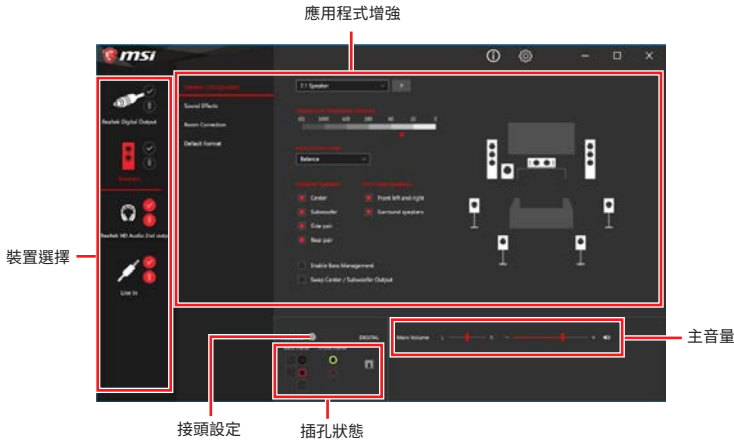 應用程式增強
msi
Realtek Digital Output
Speakers
Realtek HD Audio 2nd output
Line In
裝置選擇
Speaker Configuration
Sound Effects
Room Correction
Default Format
7.1 Speaker
Balance
Center
Subwoofer
Side pair
Rear pair
Front left and right
Surround speakers
Enable Bass Management
Swap Center / Subwoofer Output
DIGITAL
Main Volume
L
R
-
+
主音量
接頭設定
插孔狀態